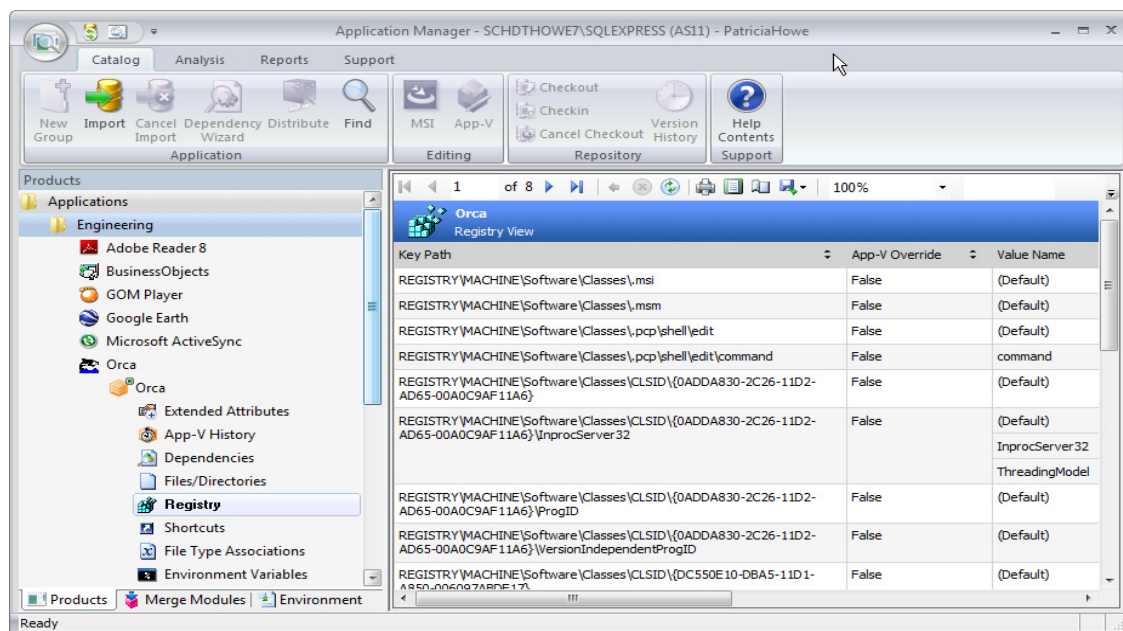 Application Manager - SCHDTHOWE7\SQLEXPRESS (AS11) - PatriciaHowe
Catalog Analysis Reports Support
New Group
Import
Cancel Import
Dependency Wizard
Distribute
Find
Application
MSI
App-V
Editing
Checkout
Checkin
Cancel Checkout
Version History
Repository
Help Contents
Support
Products
Applications
Engineering
Adobe Reader 8
BusinessObjects
GOM Player
Google Earth
Microsoft ActiveSync
Orca
Orca
Extended Attributes
App-V History
Dependencies
Files/Directories
Registry
Shortcuts
File Type Associations
Environment Variables
Products Merge Modules Environment
1 of 8 100%
Orca
Registry View
Key Path App-V Override Value Name
REGISTRY\MACHINE\Software\Classes\.msi False (Default)
REGISTRY\MACHINE\Software\Classes\.msm False (Default)
REGISTRY\MACHINE\Software\Classes\.pcp\shell\edit False (Default)
REGISTRY\MACHINE\Software\Classes\.pcp\shell\edit\command False command
REGISTRY\MACHINE\Software\Classes\CLSID\{0ADDA830-2C26-11D2- False (Default)
AD65-00A0C9AF11A6}
REGISTRY\MACHINE\Software\Classes\CLSID\{0ADDA830-2C26-11D2- False (Default)
AD65-00A0C9AF11A6}\InprocServer32
InprocServer32
ThreadingModel
REGISTRY\MACHINE\Software\Classes\CLSID\{0ADDA830-2C26-11D2- False (Default)
AD65-00A0C9AF11A6}\ProgID
REGISTRY\MACHINE\Software\Classes\CLSID\{0ADDA830-2C26-11D2- False (Default)
AD65-00A0C9AF11A6}\VersionIndependentProgID
REGISTRY\MACHINE\Software\Classes\CLSID\{DC550E10-DBA5-11D1- False (Default)
A850-006097ABDE17}\
Ready